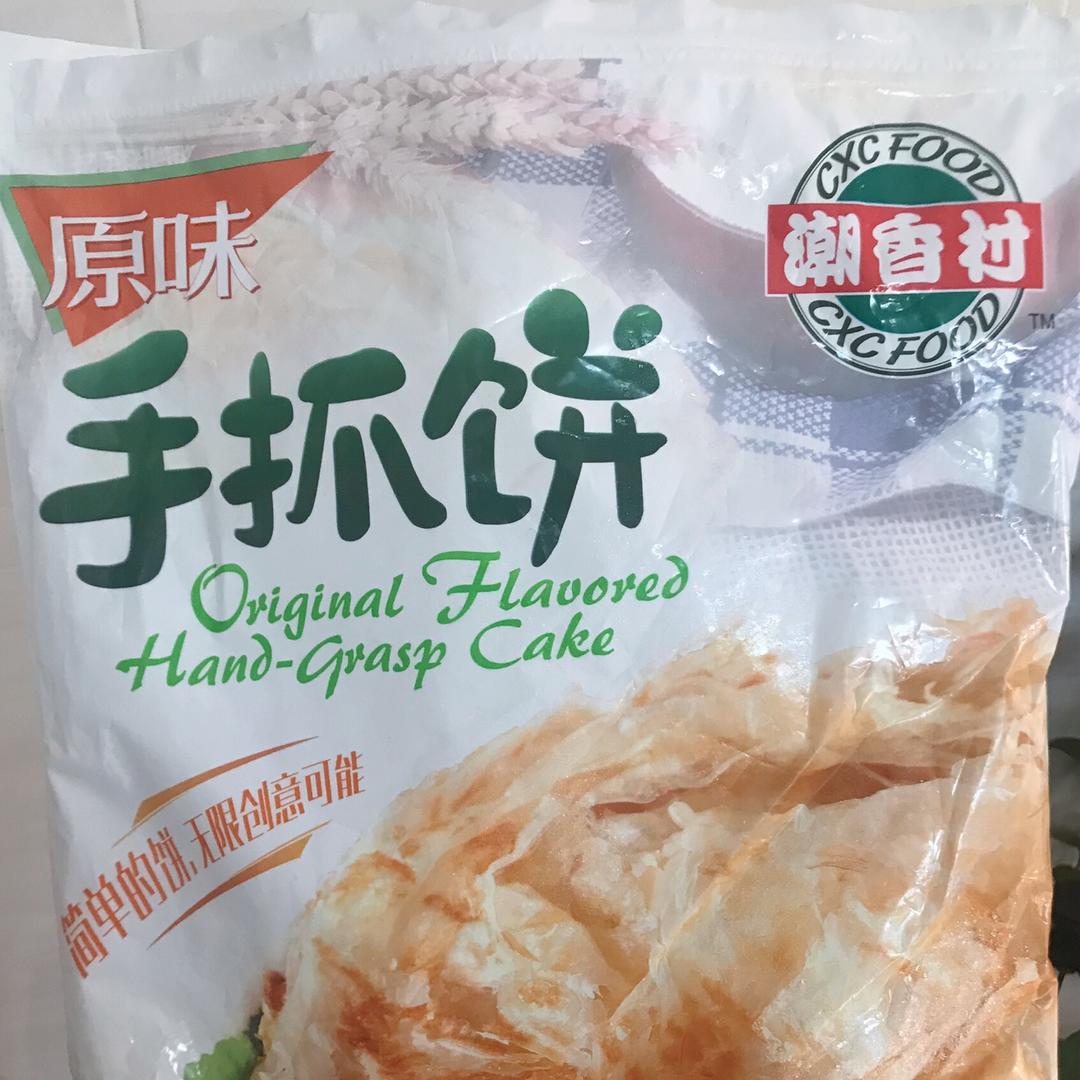 原味
CXC FOOD
潮香村
CXC FOOD
TM
手抓饼
Original Flavored
Hand-Grasp Cake
简单的饼,无限创意可能